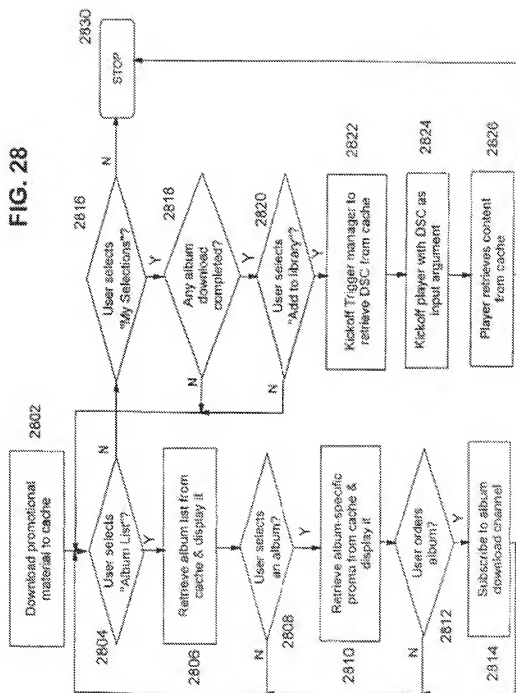 FIG. 28
Download promotional
material to cache
2802
User selects
"Album List"?
2804
N
Y
Retrieve album list from
cache & display it
2806
User selects
an album?
2808
N
Y
Retrieve album-specific
promo from cache &
display it
2810
User orders
album?
2812
N
Y
Subscribe to album
download channel
2814
User selects
"My Selections"?
2816
N
Y
STOP
2830
Any album
download
completed?
2818
N
Y
User selects
"Add to library"?
2820
N
Y
Kickoff Trigger manager to
retrieve DSC from cache
2822
Kickoff player with DSC as
input argument
2824
Player retrieves content
from cache
2826